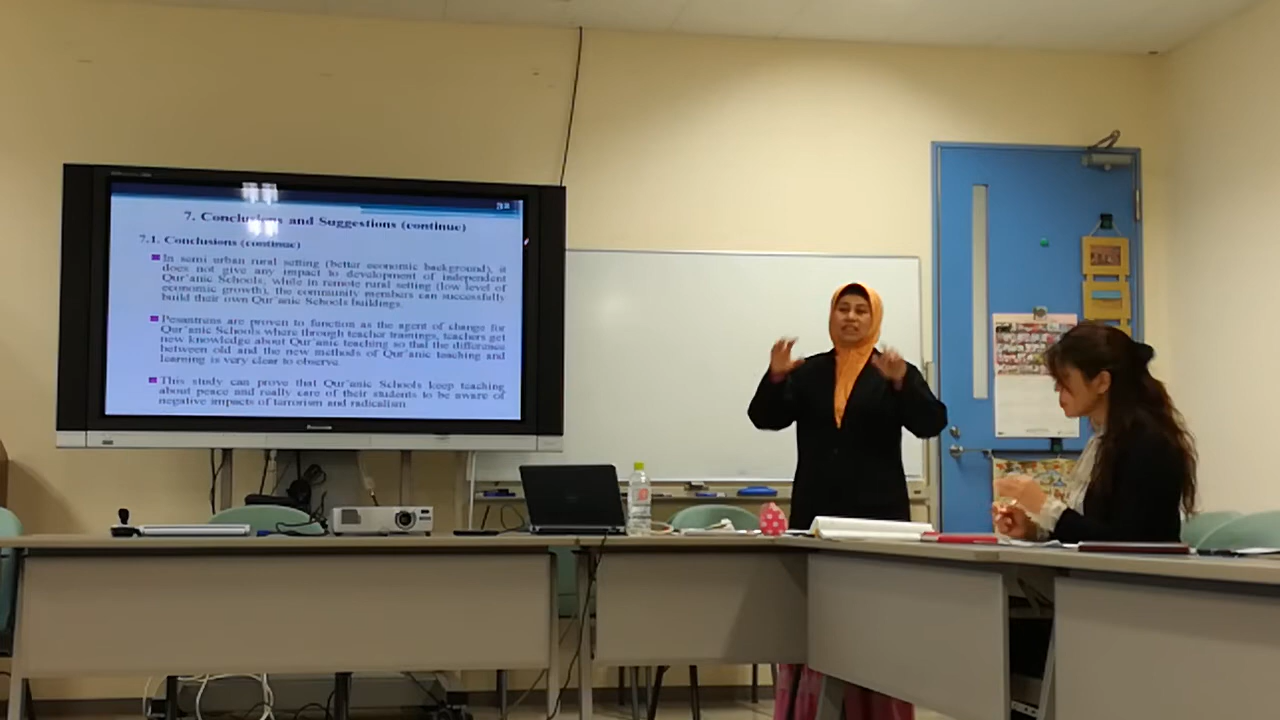 38
7. Conclusions and Suggestions (continue)
7.1. Conclusions (continue)
In semi urban rural setting (better economic background), it
does not give any impact to development of independent
Qur'anic Schools, while in remote rural setting (low level of
economic growth), the community members can successfully
build their own Qur'anic Schools buildings.
Pesantrens are proven to function as the agent of change for
Qur'anic Schools where through teacher trainings, teachers get
new knowledge about Qur'anic teaching so that the difference
between old and the new methods of Qur'anic teaching and
learning is very clear to observe.
This study can prove that Qur'anic Schools keep teaching
about peace and really care of their students to be aware of
negative impacts of terrorism and radicalism
Panasonic